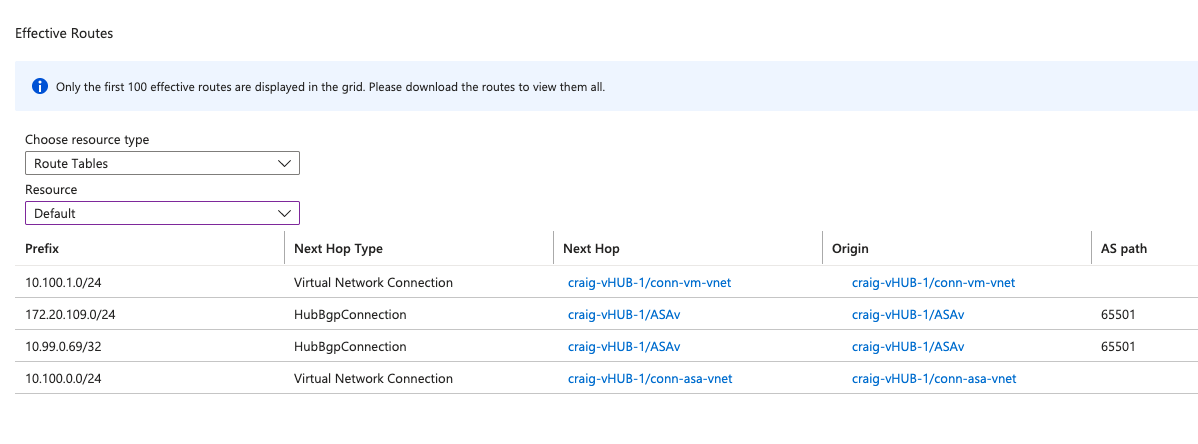 Effective Routes
Only the first 100 effective routes are displayed in the grid. Please download the routes to view them all.
Choose resource type
Route Tables
Resource
Default
Prefix Next Hop Type Next Hop Origin AS path
10.100.1.0/24 Virtual Network Connection craig-vHUB-1/conn-vm-vnet craig-vHUB-1/conn-vm-vnet
172.20.109.0/24 HubBgpConnection craig-vHUB-1/ASAv craig-vHUB-1/ASAv 65501
10.99.0.69/32 HubBgpConnection craig-vHUB-1/ASAv craig-vHUB-1/ASAv 65501
10.100.0.0/24 Virtual Network Connection craig-vHUB-1/conn-asa-vnet craig-vHUB-1/conn-asa-vnet